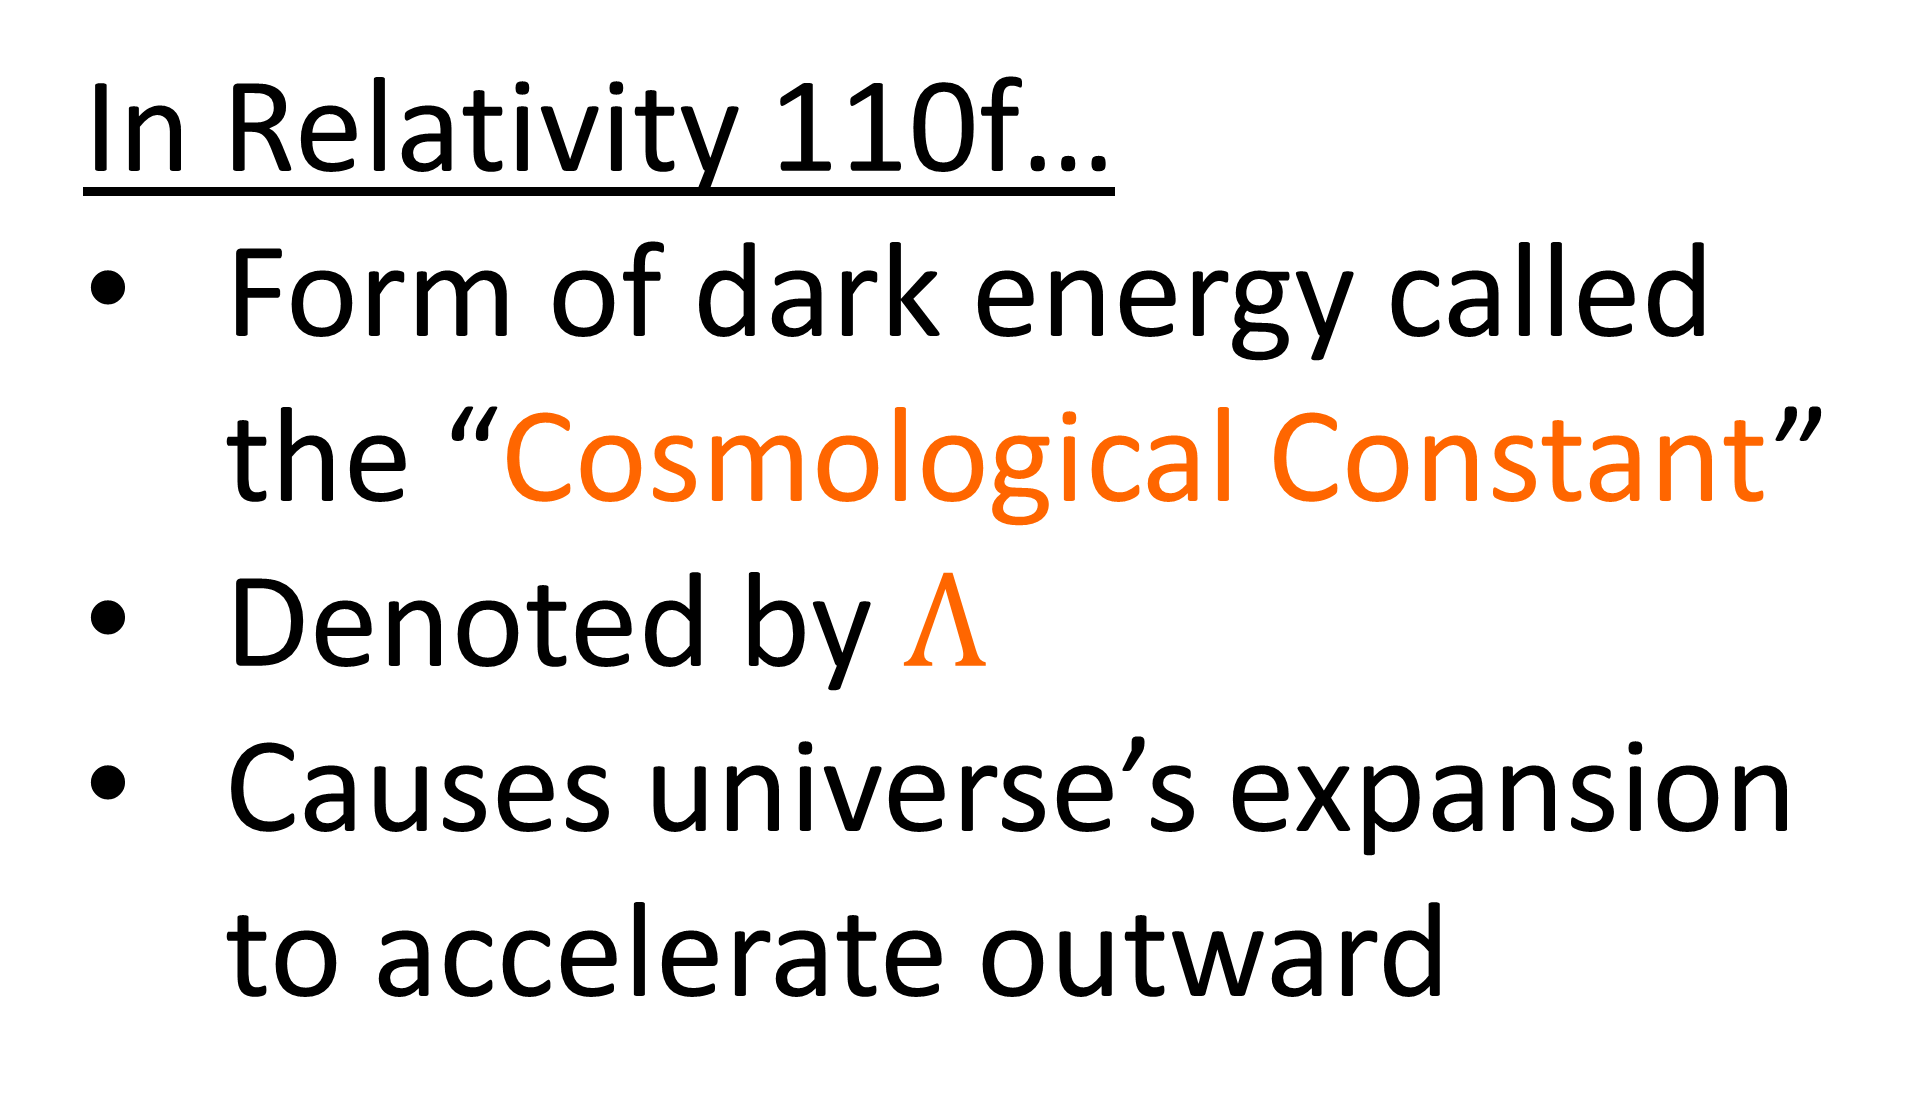 In Relativity 110f…
• Form of dark energy called
the “Cosmological Constant”
• Denoted by Λ
• Causes universe’s expansion
to accelerate outward